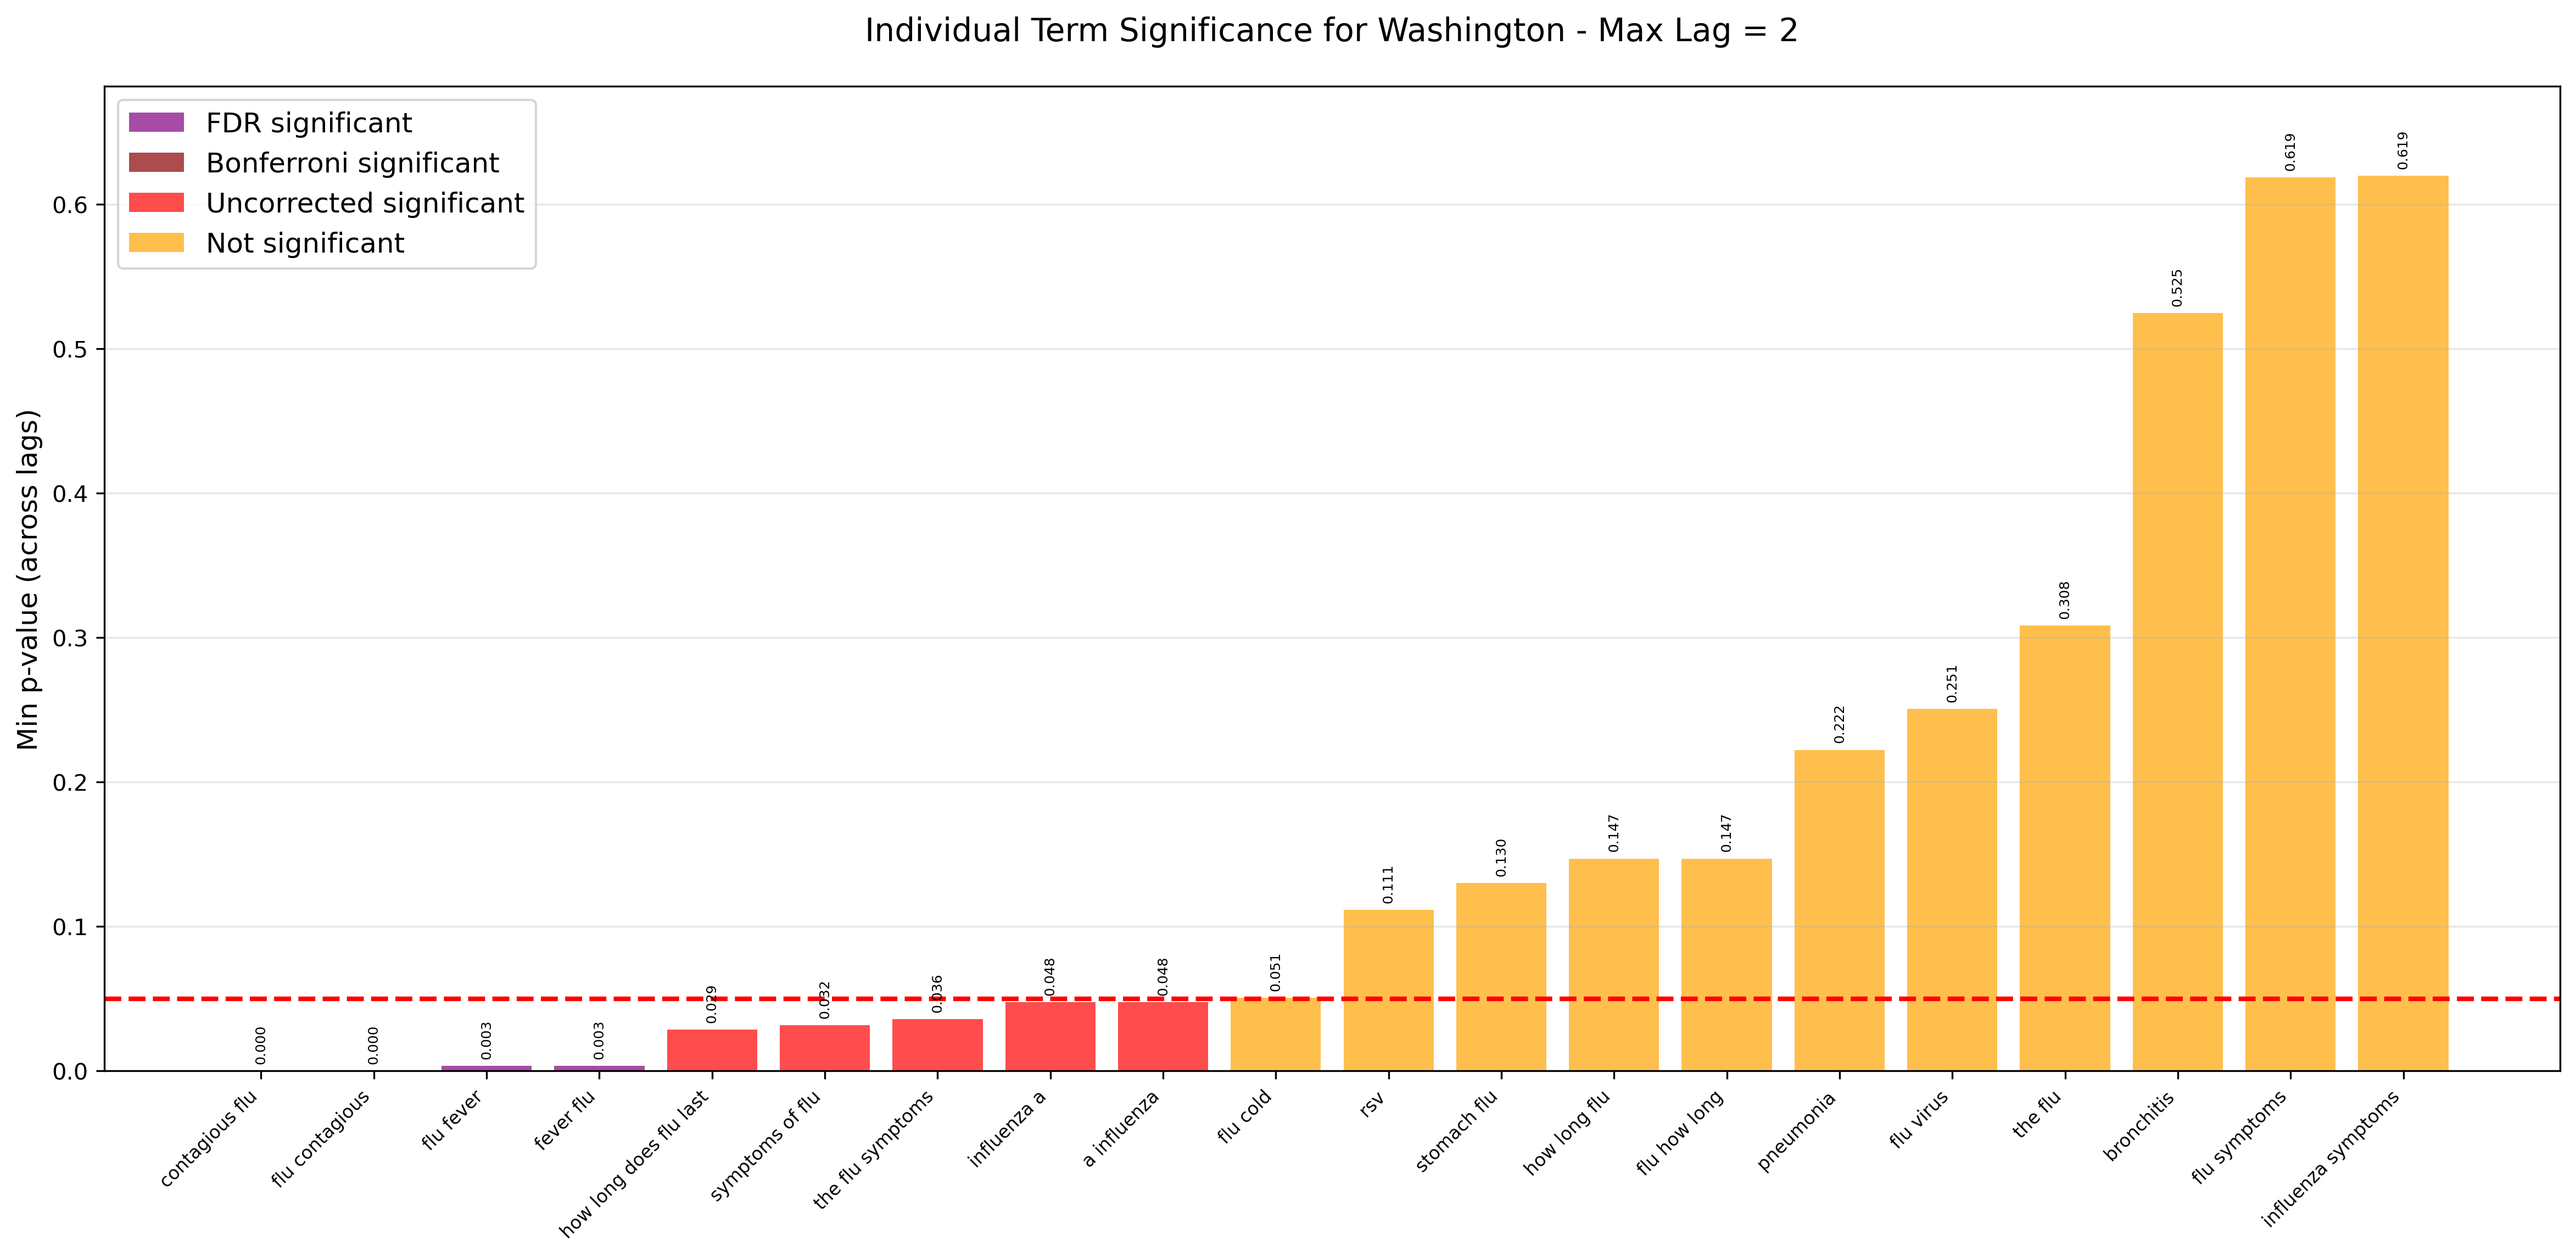 Individual Term Significance for Washington - Max Lag = 2
FDR significant
Bonferroni significant
Uncorrected significant
Not significant
Min p-value (across lags)
0.6
0.5
0.4
0.3
0.2
0.1
0.0
0.000
0.000
0.003
0.003
0.029
0.032
0.036
0.048
0.048
0.051
0.111
0.130
0.147
0.147
0.222
0.251
0.308
0.525
0.619
0.619
contagious flu
flu contagious
flu fever
fever flu
how long does flu last
symptoms of flu
the flu symptoms
influenza a
a influenza
flu cold
rsv
stomach flu
how long flu
flu how long
pneumonia
flu virus
the flu
bronchitis
flu symptoms
influenza symptoms